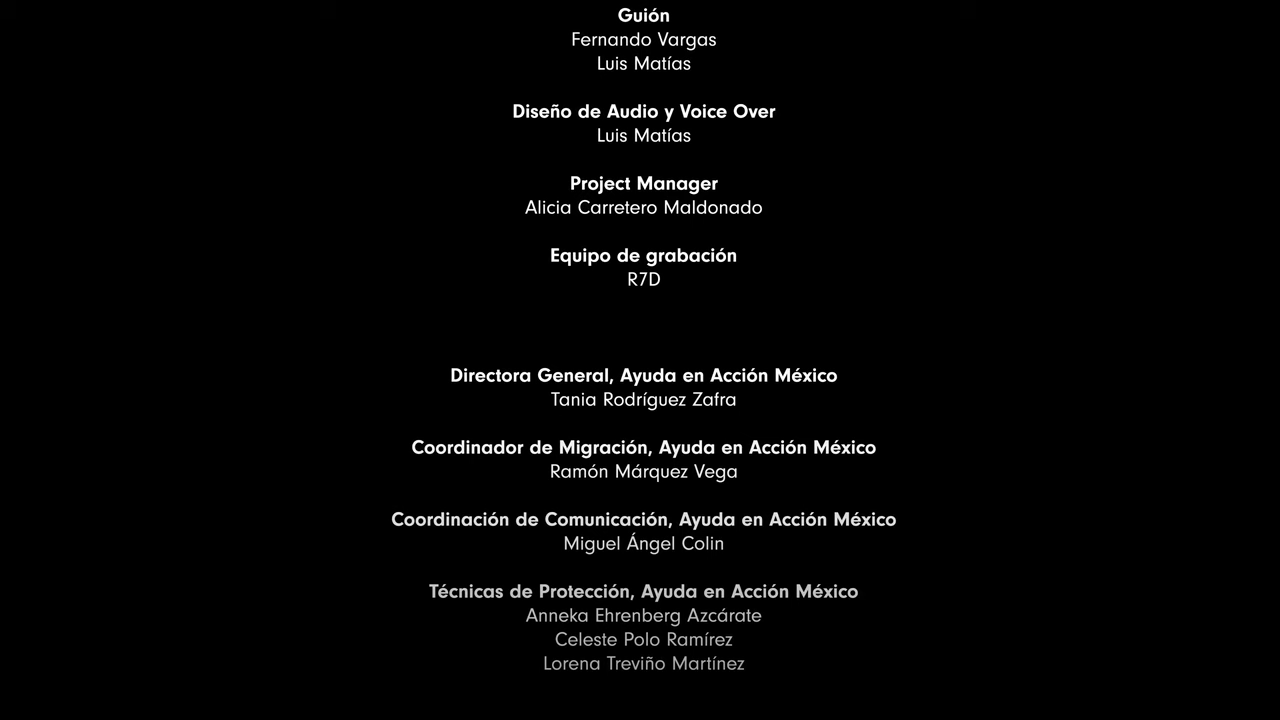 Guión
Fernando Vargas
Luis Matías
Diseño de Audio y Voice Over
Luis Matías
Project Manager
Alicia Carretero Maldonado
Equipo de grabación
R7D
Directora General, Ayuda en Acción México
Tania Rodríguez Zafra
Coordinador de Migración, Ayuda en Acción México
Ramón Márquez Vega
Coordinación de Comunicación, Ayuda en Acción México
Miguel Ángel Colin
Técnicas de Protección, Ayuda en Acción México
Anneka Ehrenberg Azcárate
Celeste Polo Ramírez
Lorena Treviño Martínez